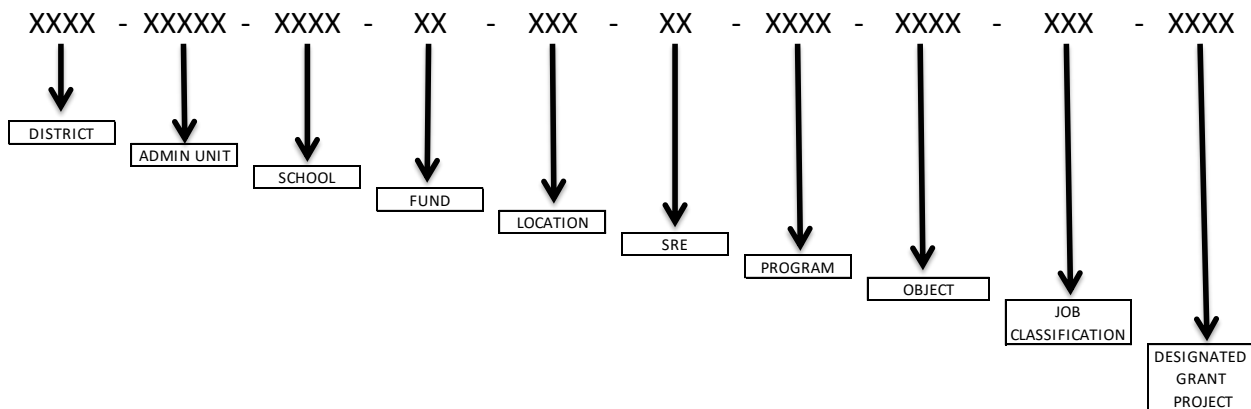 XXXX - XXXXX - XXXX - XX - XXX - XX - XXXX - XXXX - XXX - XXXX
DISTRICT
ADMIN UNIT
SCHOOL
FUND
LOCATION
SRE
PROGRAM
OBJECT
JOB
CLASSIFICATION
DESIGNATED
GRANT
PROJECT